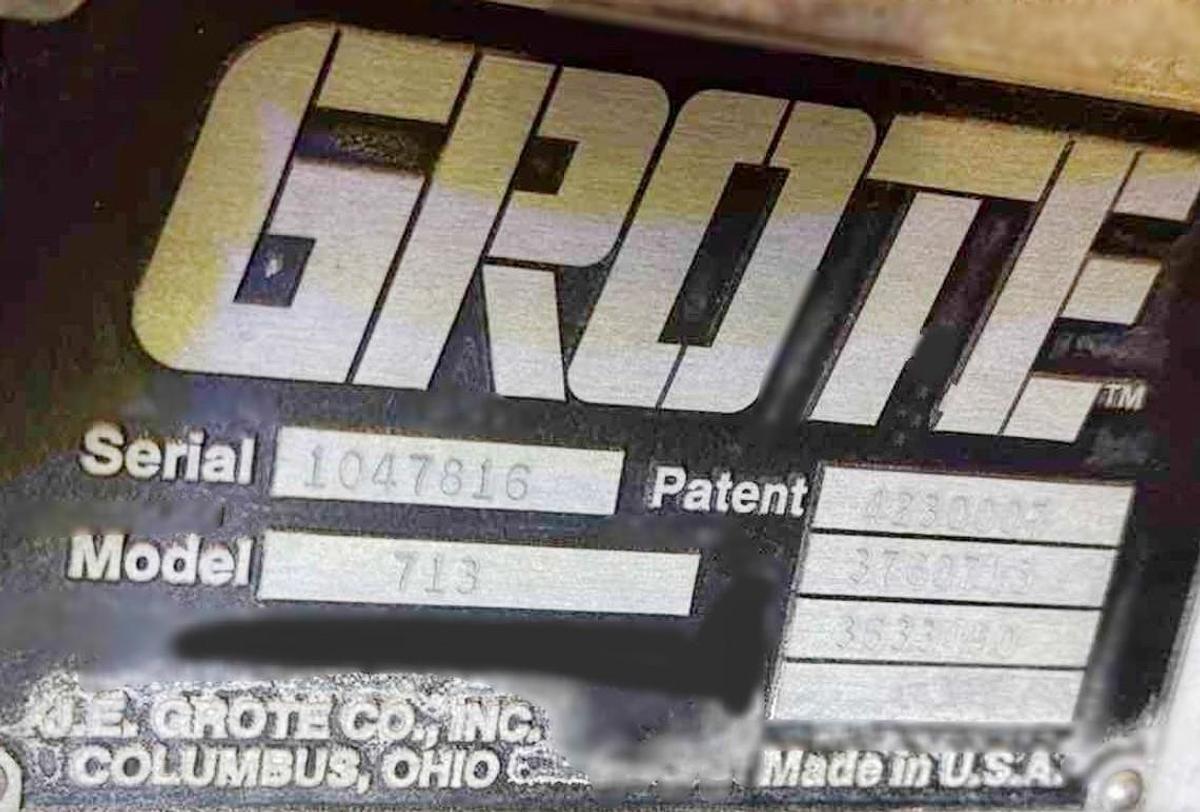 GROTE™
Serial 1047816
Patent
Model 713
J.E. GROTE CO., INC.
COLUMBUS, OHIO
Made in U.S.A.